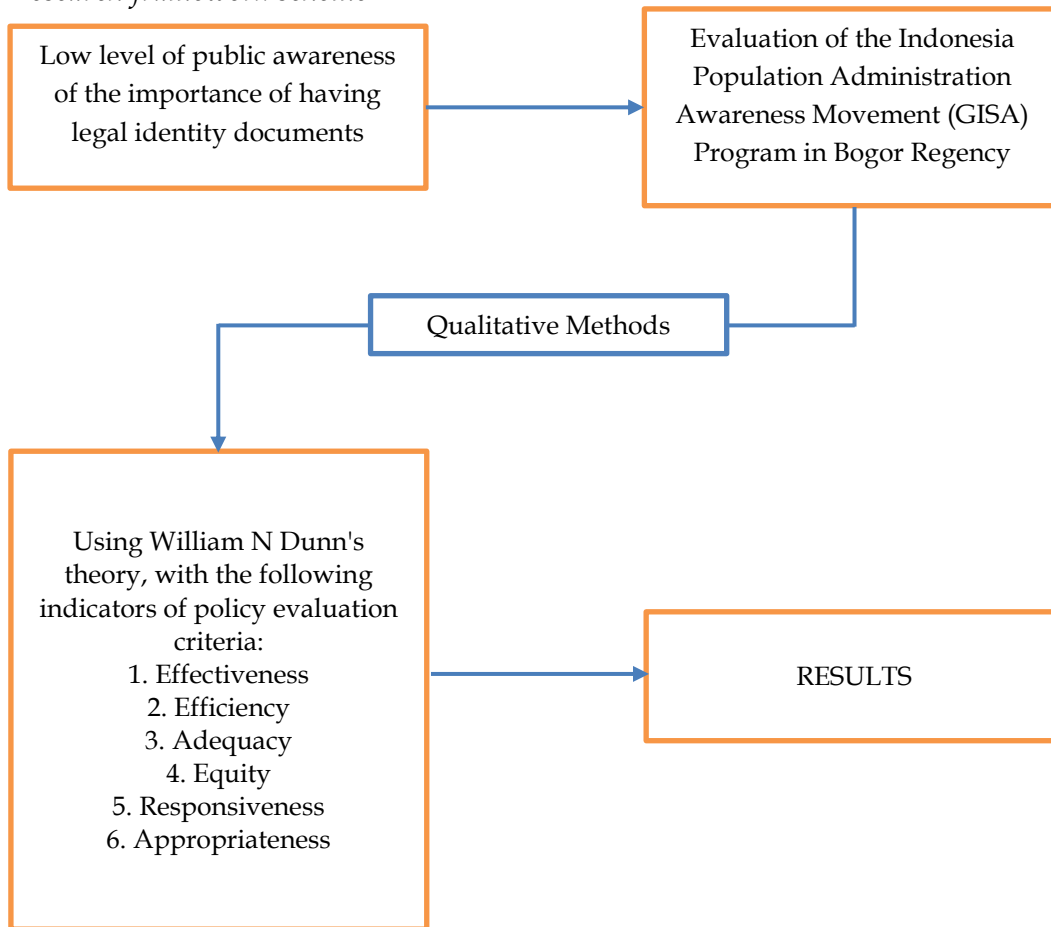 Low level of public awareness
of the importance of having
legal identity documents
Evaluation of the Indonesia
Population Administration
Awareness Movement (GISA)
Program in Bogor Regency
Qualitative Methods
Using William N Dunn's
theory, with the following
indicators of policy evaluation
criteria:
1. Effectiveness
2. Efficiency
3. Adequacy
4. Equity
5. Responsiveness
6. Appropriateness
RESULTS